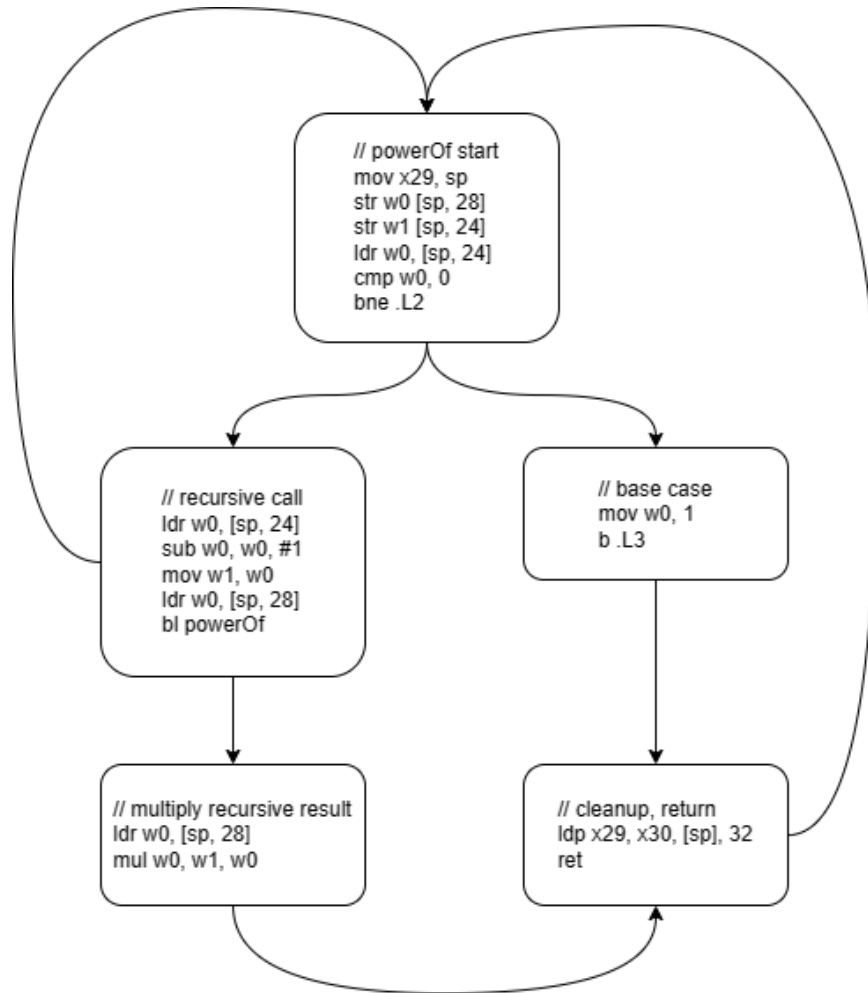 // powerOf start
mov x29, sp
str w0 [sp, 28]
str w1 [sp, 24]
ldr w0, [sp, 24]
cmp w0, 0
bne .L2
// recursive call
ldr w0, [sp, 24]
sub w0, w0, #1
mov w1, w0
ldr w0, [sp, 28]
bl powerOf
// base case
mov w0, 1
b .L3
// multiply recursive result
ldr w0, [sp, 28]
mul w0, w1, w0
// cleanup, return
ldp x29, x30, [sp], 32
ret